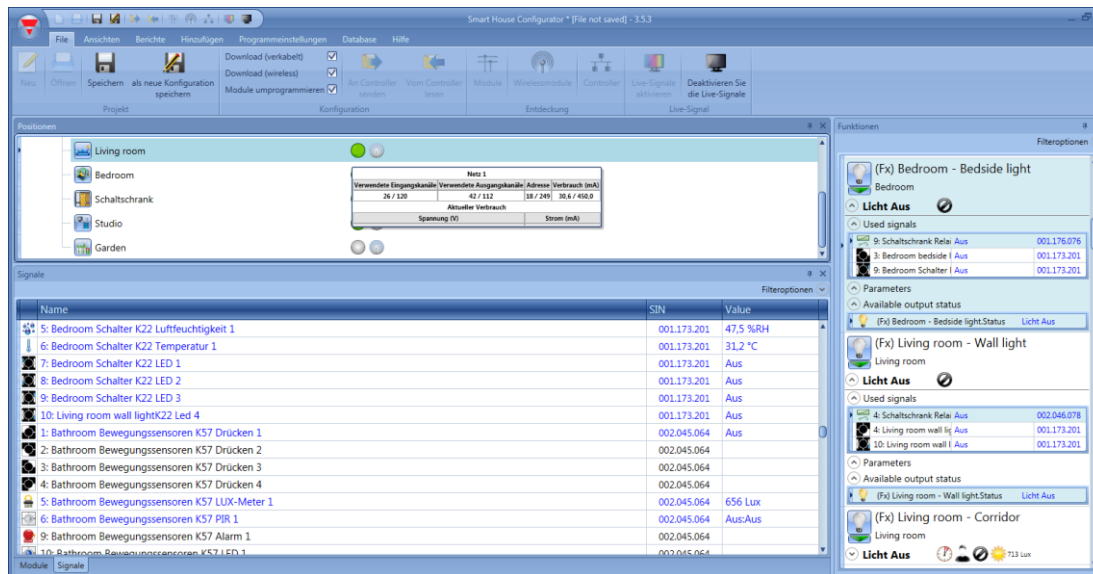 Smart House Configurator * [File not saved] - 3.5.3
File Ansichten Berichte Hinzufügen Programmeinstellungen Database Hilfe
Neu
Öffnen
Speichern
als neue Konfiguration
speichern
Projekt
Download (verkabelt)
Download (wireless)
Module umprogrammieren
An Controller
senden
Vom Controller
lesen
Konfiguration
Module
Wirelessmodule
Controller
Entdeckung
Live-Signale
aktivieren
Deaktivieren Sie
die Live-Signale
Live-Signal
Positionen
Living room
Bedroom
Schaltschrank
Studio
Garden
Netz 1
Verwendete Eingangskanäle Verwendete Ausgangskanäle Adresse Verbrauch (mA)
26 / 120 42 / 112 18 / 249 30,6 / 450,0
Aktueller Verbrauch
Spannung (V) Strom (mA)
Signale
Filteroptionen
Name SIN Value
5: Bedroom Schalter K22 Luftfeuchtigkeit 1 001.173.201 47,5 %RH
6: Bedroom Schalter K22 Temperatur 1 001.173.201 31,2 °C
7: Bedroom Schalter K22 LED 1 001.173.201 Aus
8: Bedroom Schalter K22 LED 2 001.173.201 Aus
9: Bedroom Schalter K22 LED 3 001.173.201 Aus
10: Living room wall lightK22 Led 4 001.173.201 Aus
1: Bathroom Bewegungssensoren K57 Drücken 1 002.045.064 Aus
2: Bathroom Bewegungssensoren K57 Drücken 2 002.045.064
3: Bathroom Bewegungssensoren K57 Drücken 3 002.045.064
4: Bathroom Bewegungssensoren K57 Drücken 4 002.045.064
5: Bathroom Bewegungssensoren K57 LUX-Meter 1 002.045.064 656 Lux
6: Bathroom Bewegungssensoren K57 PIR 1 002.045.064 Aus:Aus
9: Bathroom Bewegungssensoren K57 Alarm 1 002.045.064
10: Bathroom Bewegungssensoren K57 LED 1 002.045.064
Module Signale
Funktionen
Filteroptionen
(Fx) Bedroom - Bedside light
Bedroom
Licht Aus
Used signals
9: Schaltschrank Relai Aus 001.176.076
3: Bedroom bedside l Aus 001.173.201
9: Bedroom Schalter l Aus 001.173.201
Parameters
Available output status
(Fx) Bedroom - Bedside light.Status Licht Aus
(Fx) Living room - Wall light
Living room
Licht Aus
Used signals
4: Schaltschrank Relai Aus 002.046.078
4: Living room wall lig Aus 001.173.201
10: Living room wall l Aus 001.173.201
Parameters
Available output status
(Fx) Living room - Wall light.Status Licht Aus
(Fx) Living room - Corridor
Living room
Licht Aus 713 Lux